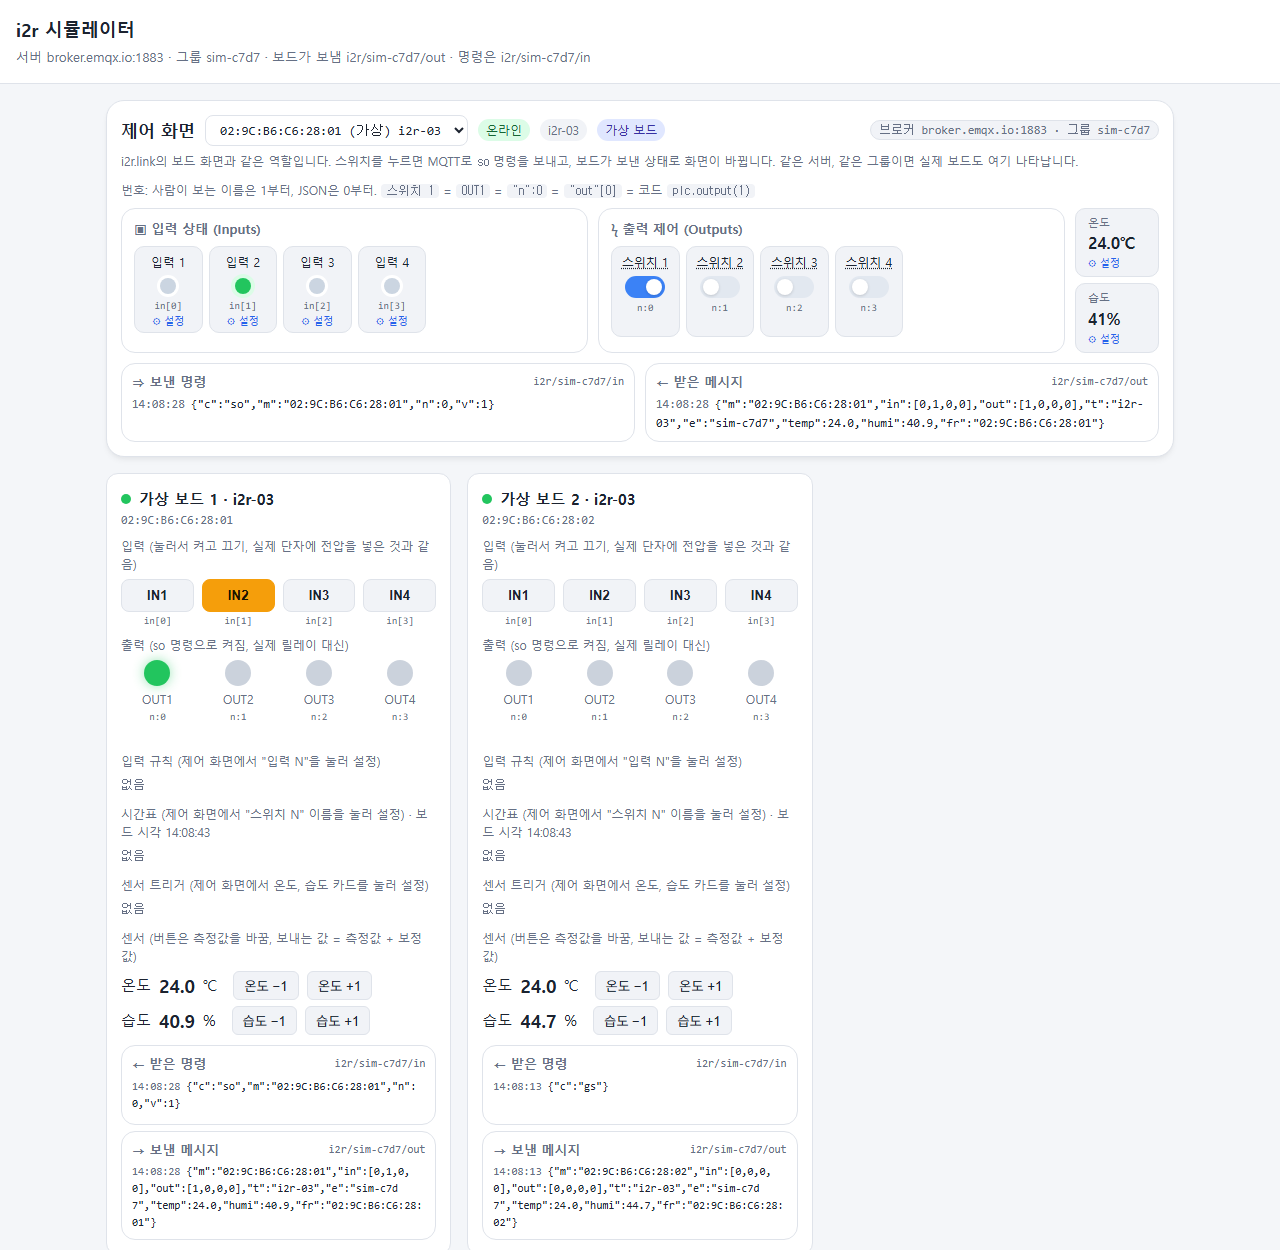 i2r 시뮬레이터
서버 broker.emqx.io:1883 · 그룹 sim-c7d7 · 보드가 보냄 i2r/sim-c7d7/out · 명령은 i2r/sim-c7d7/in
제어 화면 02:9C:B6:C6:28:01 (가상) i2r-03 온라인 i2r-03 가상 보드 브로커 broker.emqx.io:1883 · 그룹 sim-c7d7
i2r.link의 보드 화면과 같은 역할입니다. 스위치를 누르면 MQTT로 so 명령을 보내고, 보드가 보낸 상태로 화면이 바뀝니다. 같은 서버, 같은 그룹이면 실제 보드도 여기 나타납니다.
번호: 사람이 보는 이름은 1부터, JSON은 0부터. 스위치 1 = OUT1 = "n":0 = "out"[0] = 코드 plc.output(1)
▣ 입력 상태 (Inputs)
입력 1 입력 2 입력 3 입력 4
in[0] in[1] in[2] in[3]
⚙ 설정 ⚙ 설정 ⚙ 설정 ⚙ 설정
ϟ 출력 제어 (Outputs)
스위치 1 스위치 2 스위치 3 스위치 4
n:0 n:1 n:2 n:3
온도
24.0℃
⚙ 설정
습도
41%
⚙ 설정
⇒ 보낸 명령 i2r/sim-c7d7/in
14:08:28 {"c":"so","m":"02:9C:B6:C6:28:01","n":0,"v":1}
← 받은 메시지 i2r/sim-c7d7/out
14:08:28 {"m":"02:9C:B6:C6:28:01","in":[0,1,0,0],"out":[1,0,0,0],"t":"i2r-
03","e":"sim-c7d7","temp":24.0,"humi":40.9,"fr":"02:9C:B6:C6:28:01"}
가상 보드 1 · i2r-03
02:9C:B6:C6:28:01
입력 (눌러서 켜고 끄기, 실제 단자에 전압을 넣은 것과 같
음)
IN1 IN2 IN3 IN4
in[0] in[1] in[2] in[3]
출력 (so 명령으로 켜짐, 실제 릴레이 대신)
OUT1 OUT2 OUT3 OUT4
n:0 n:1 n:2 n:3
입력 규칙 (제어 화면에서 "입력 N"을 눌러 설정)
없음
시간표 (제어 화면에서 "스위치 N" 이름을 눌러 설정) · 보
드 시각 14:08:43
없음
센서 트리거 (제어 화면에서 온도, 습도 카드를 눌러 설정)
없음
센서 (버튼은 측정값을 바꿈, 보내는 값 = 측정값 + 보정
값)
온도 24.0 ℃ 온도 −1 온도 +1
습도 40.9 % 습도 −1 습도 +1
← 받은 명령 i2r/sim-c7d7/in
14:08:28 {"c":"so","m":"02:9C:B6:C6:28:01","n":
0,"v":1}
→ 보낸 메시지 i2r/sim-c7d7/out
14:08:28 {"m":"02:9C:B6:C6:28:01","in":[0,1,0,
0],"out":[1,0,0,0],"t":"i2r-03","e":"sim-c7d
7","temp":24.0,"humi":40.9,"fr":"02:9C:B6:C6:28:
01"}
가상 보드 2 · i2r-03
02:9C:B6:C6:28:02
입력 (눌러서 켜고 끄기, 실제 단자에 전압을 넣은 것과 같
음)
IN1 IN2 IN3 IN4
in[0] in[1] in[2] in[3]
출력 (so 명령으로 켜짐, 실제 릴레이 대신)
OUT1 OUT2 OUT3 OUT4
n:0 n:1 n:2 n:3
입력 규칙 (제어 화면에서 "입력 N"을 눌러 설정)
없음
시간표 (제어 화면에서 "스위치 N" 이름을 눌러 설정) · 보
드 시각 14:08:43
없음
센서 트리거 (제어 화면에서 온도, 습도 카드를 눌러 설정)
없음
센서 (버튼은 측정값을 바꿈, 보내는 값 = 측정값 + 보정
값)
온도 24.0 ℃ 온도 −1 온도 +1
습도 44.7 % 습도 −1 습도 +1
← 받은 명령 i2r/sim-c7d7/in
14:08:13 {"c":"gs"}
→ 보낸 메시지 i2r/sim-c7d7/out
14:08:13 {"m":"02:9C:B6:C6:28:02","in":[0,0,0,
0],"out":[0,0,0,0],"t":"i2r-03","e":"sim-c7d
7","temp":24.0,"humi":44.7,"fr":"02:9C:B6:C6:28:
02"}